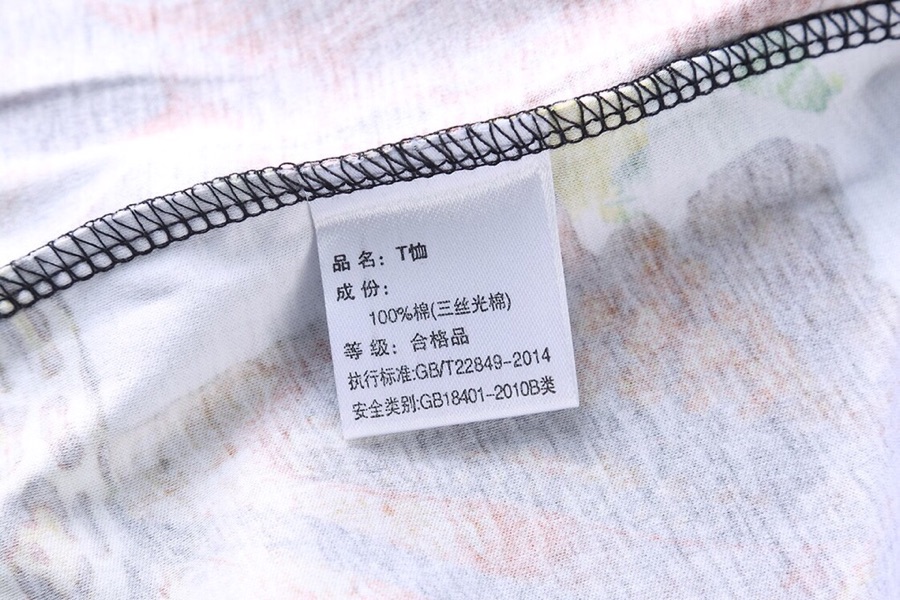 品名：T恤
成份：
100%棉(三丝光棉)
等级：合格品
执行标准:GB/T22849-2014
安全类别:GB18401-2010B类